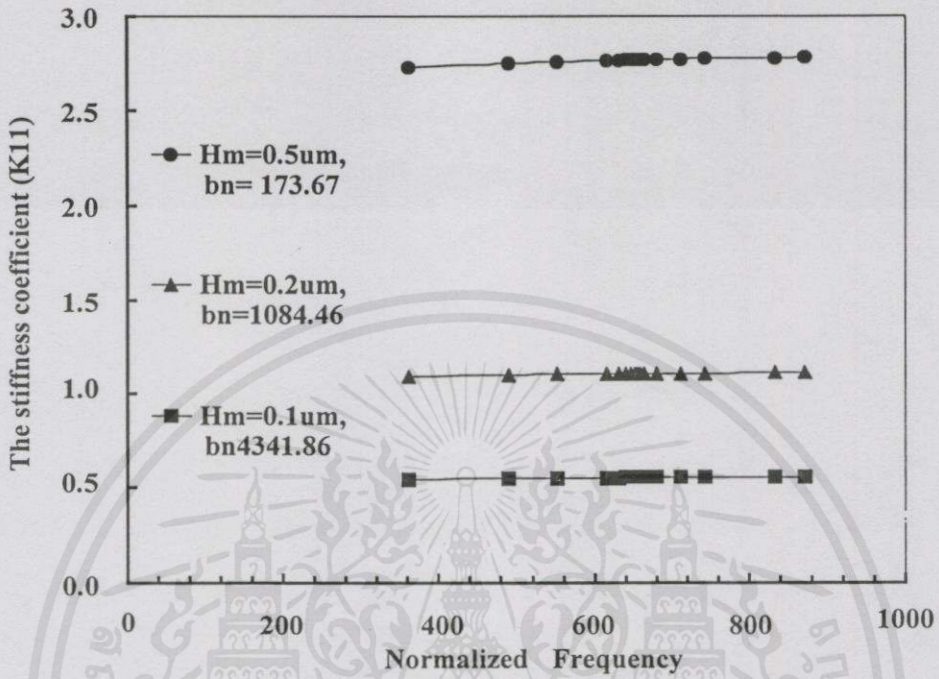 The stiffness coefficient (K11)
3.0
2.5
2.0
1.5
1.0
0.5
0.0
Hm=0.5um,
bn= 173.67
Hm=0.2um,
bn=1084.46
Hm=0.1um,
bn4341.86
0 200 400 600 800 1000
Normalized Frequency